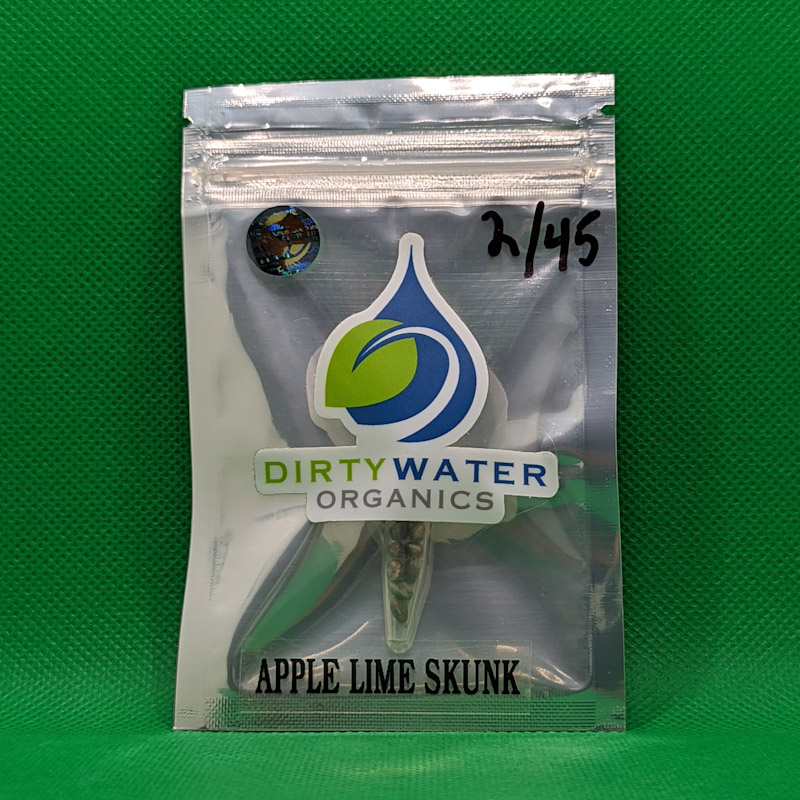 2/45
DIRTYWATER
ORGANICS
APPLE LIME SKUNK